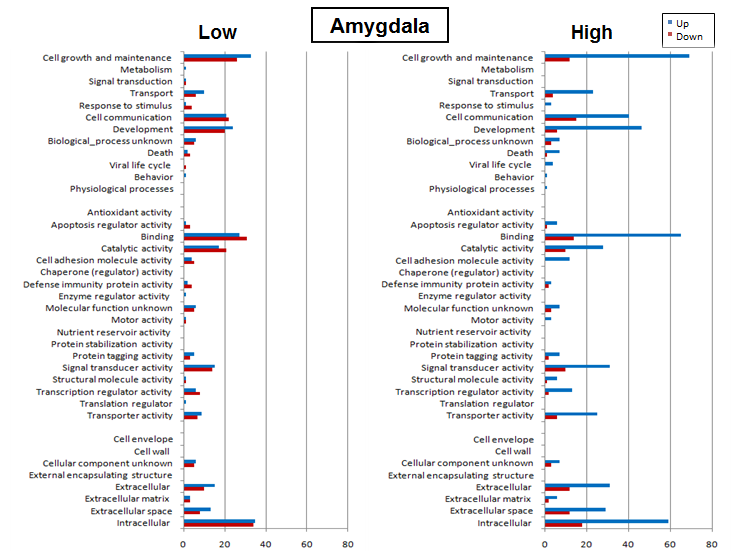 Amygdala
Low
High
Up
Down
Cell growth and maintenance
Metabolism
Signal transduction
Transport
Response to stimulus
Cell communication
Development
Biological_process unknown
Death
Viral life cycle
Behavior
Physiological processes
Antioxidant activity
Apoptosis regulator activity
Binding
Catalytic activity
Cell adhesion molecule activity
Chaperone (regulator) activity
Defense immunity protein activity
Enzyme regulator activity
Molecular function unknown
Motor activity
Nutrient reservoir activity
Protein stabilization activity
Protein tagging activity
Signal transducer activity
Structural molecule activity
Transcription regulator activity
Translation regulator
Transporter activity
Cell envelope
Cell wall
Cellular component unknown
External encapsulating structure
Extracellular
Extracellular matrix
Extracellular space
Intracellular
0 20 40 60 80
Cell growth and maintenance
Metabolism
Signal transduction
Transport
Response to stimulus
Cell communication
Development
Biological_process unknown
Death
Viral life cycle
Behavior
Physiological processes
Antioxidant activity
Apoptosis regulator activity
Binding
Catalytic activity
Cell adhesion molecule activity
Chaperone (regulator) activity
Defense immunity protein activity
Enzyme regulator activity
Molecular function unknown
Motor activity
Nutrient reservoir activity
Protein stabilization activity
Protein tagging activity
Signal transducer activity
Structural molecule activity
Transcription regulator activity
Translation regulator
Transporter activity
Cell envelope
Cell wall
Cellular component unknown
External encapsulating structure
Extracellular
Extracellular matrix
Extracellular space
Intracellular
0 20 40 60 80